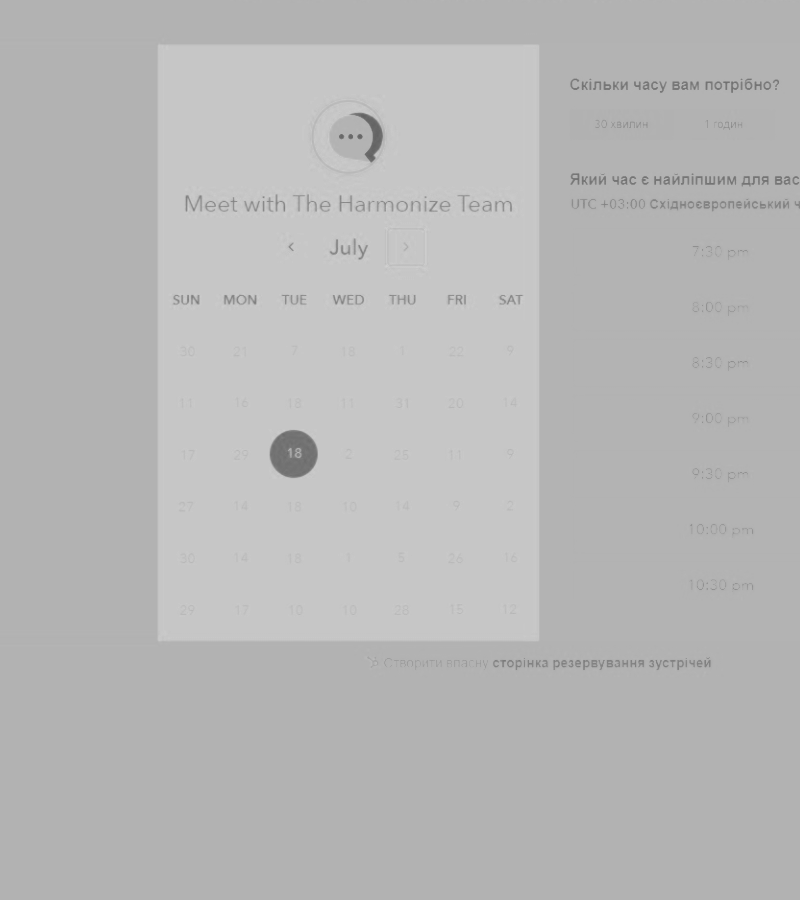 Meet with The Harmonize Team
July
SUN MON TUE WED THU FRI SAT
30 21 7 18 1 22 9
11 16 18 11 31 20 14
17 29 18 2 25 11 9
27 14 18 10 14 9 2
30 14 18 1 5 26 16
29 17 10 10 26 15 12
Скільки часу вам потрібно?
30 хвилин 1 годин
Який час є найліпшим для вас
UTC +03:00 Східноєвропейський ч
7:30 pm
8:00 pm
8:30 pm
9:00 pm
9:30 pm
10:00 pm
10:30 pm
Створити власну сторінка резервування зустрічей